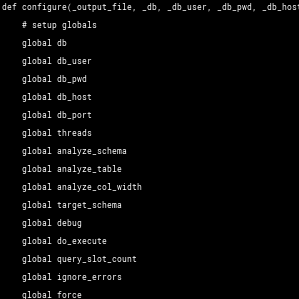 def configure(_output_file, _db, _db_user, _db_pwd, _db_host
# setup globals
global db
global db_user
global db_pwd
global db_host
global db_port
global threads
global analyze_schema
global analyze_table
global analyze_col_width
global target_schema
global debug
global do_execute
global query_slot_count
global ignore_errors
global force